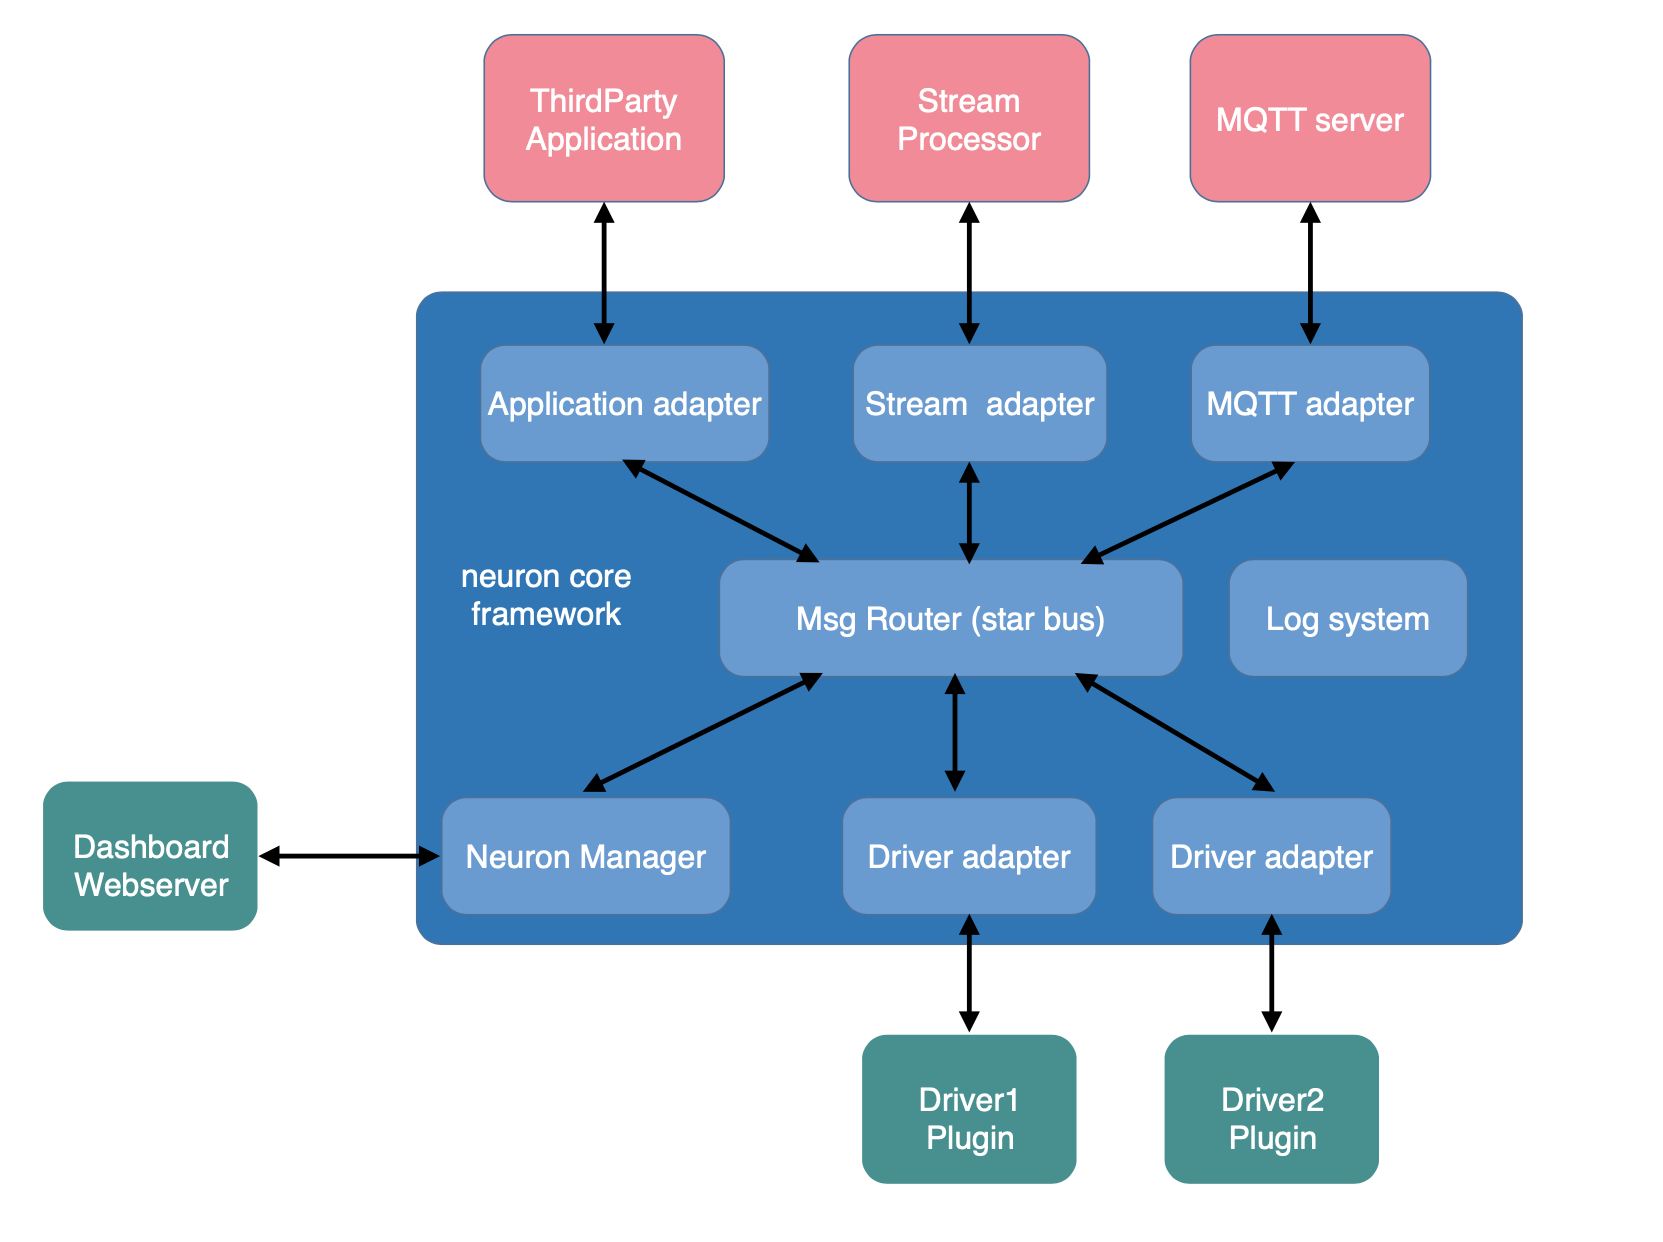 ThirdParty
Application
Stream
Processor
MQTT server
Application adapter
Stream  adapter
MQTT adapter
neuron core
framework
Msg Router (star bus)
Log system
Dashboard
Webserver
Neuron Manager
Driver adapter
Driver adapter
Driver1
Plugin
Driver2
Plugin